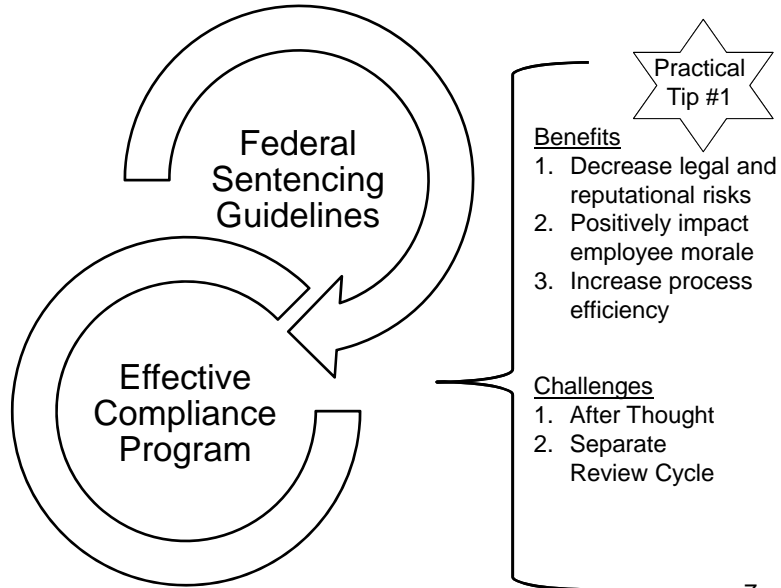 Federal
Sentencing
Guidelines
Effective
Compliance
Program
Practical
Tip #1
Benefits
1. Decrease legal and
reputational risks
2. Positively impact
employee morale
3. Increase process
efficiency
Challenges
1. After Thought
2. Separate
Review Cycle
7